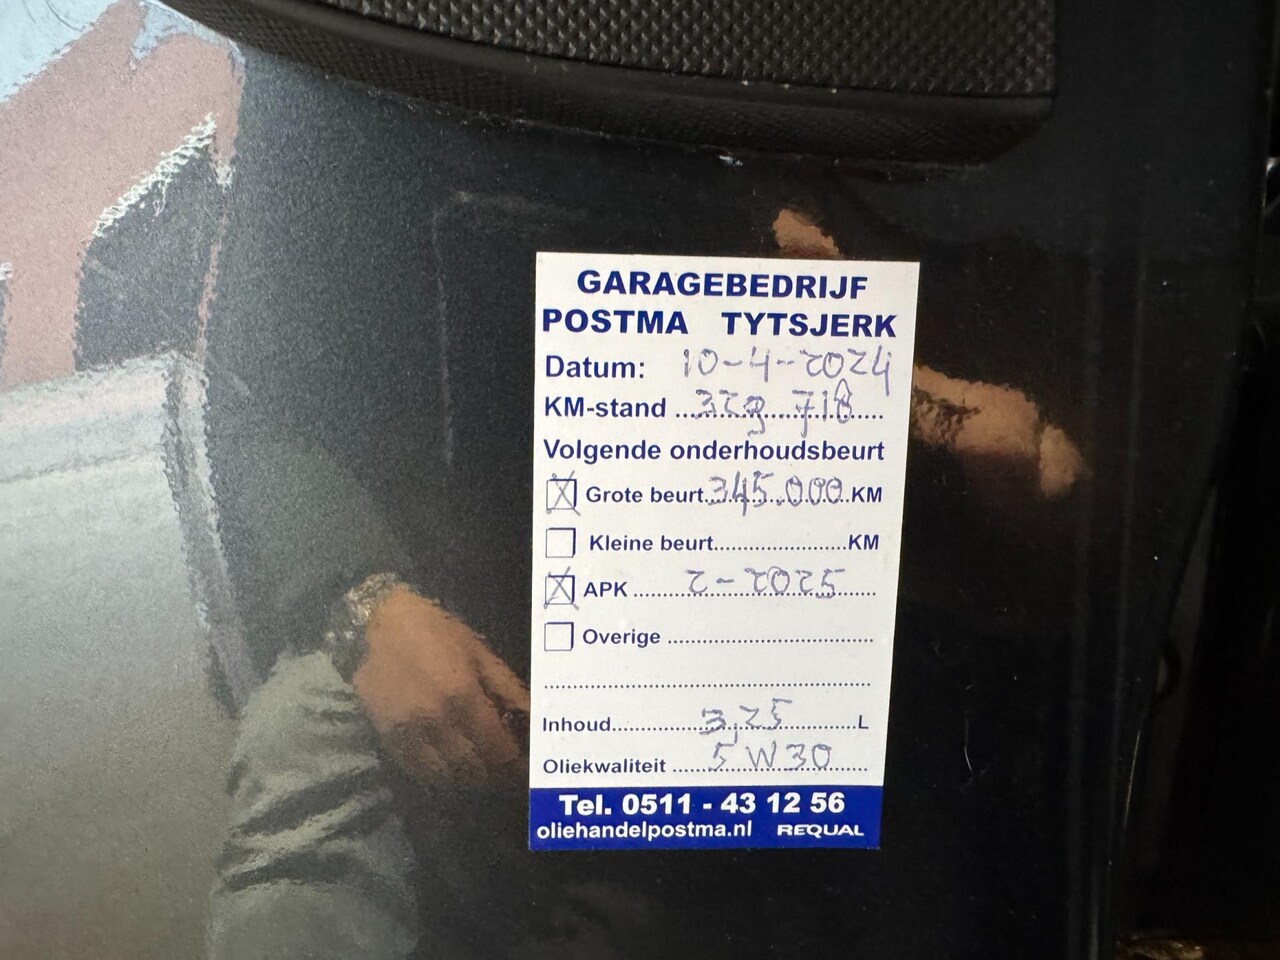 GARAGEBEDRIJF
POSTMA TYTSJERK
Datum: 10-4-2024
KM-stand ...329.718.....
Volgende onderhoudsbeurt
Grote beurt.345.000.KM
Kleine beurt......................KM
APK ........2-2025......
Overige ...................................
.......................................................
Inhoud...............3,25...........L
Oliekwaliteit ......5W30......
Tel. 0511 - 43 12 56
oliehandelpostma.nl REQUAL